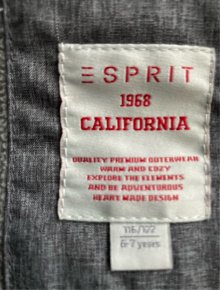 ESPRIT
1968
CALIFORNIA
QUALITY PREMIUM OUTERWEAR
WARM AND COZY
EXPLORE THE ELEMENTS
AND BE ADVENTUROUS
HEART MADE DESIGN
116/122
6-7 years